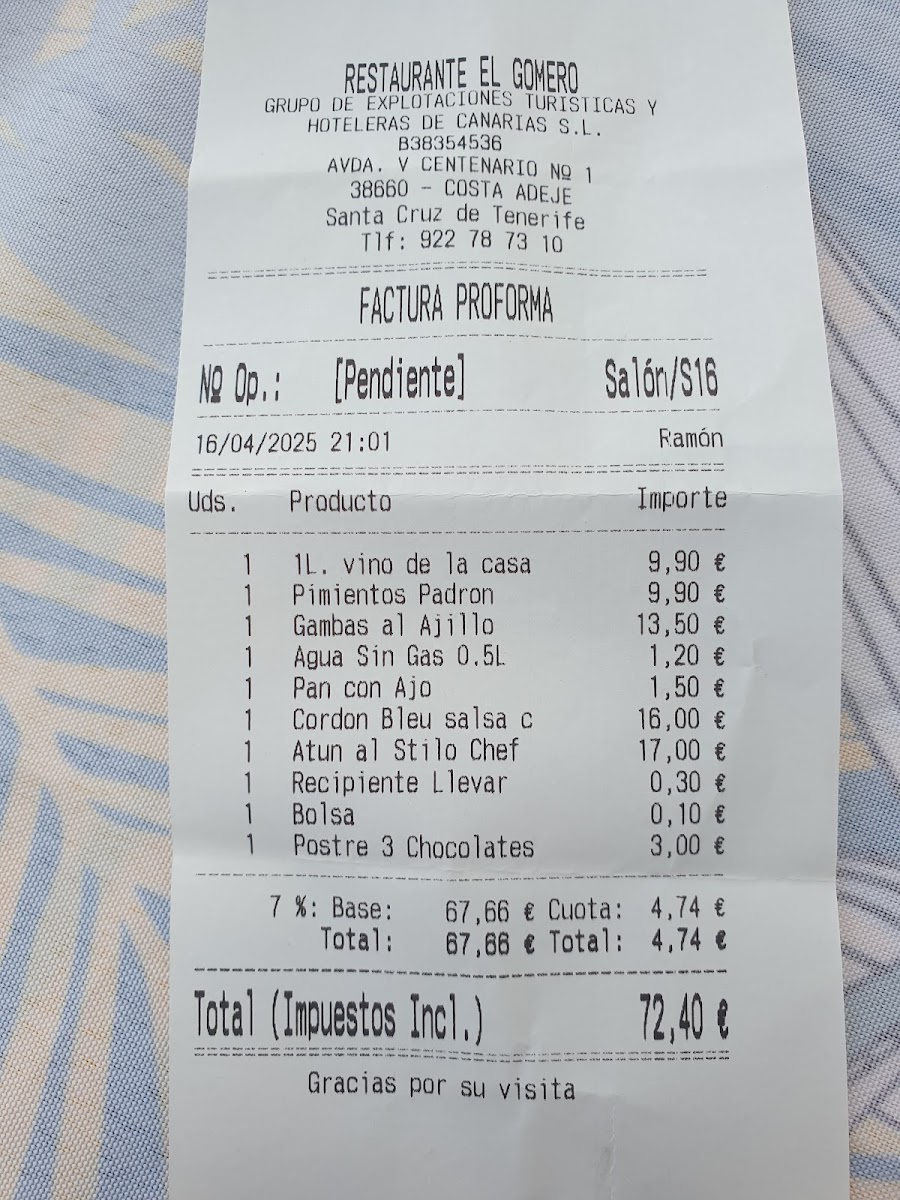 RESTAURANTE EL GOMERO
GRUPO DE EXPLOTACIONES TURISTICAS Y
HOTELERAS DE CANARIAS S.L.
B38354536
AVDA. V CENTENARIO Nº 1
38660 - COSTA ADEJE
Santa Cruz de Tenerife
Tlf: 922 78 73 10
FACTURA PROFORMA
Nº Op.: [Pendiente] Salón/S16
16/04/2025 21:01 Ramón
Uds. Producto Importe
1 1L. vino de la casa 9,90 €
1 Pimientos Padron 9,90 €
1 Gambas al Ajillo 13,50 €
1 Agua Sin Gas 0.5L 1,20 €
1 Pan con Ajo 1,50 €
1 Cordon Bleu salsa c 16,00 €
1 Atun al Stilo Chef 17,00 €
1 Recipiente Llevar 0,30 €
1 Bolsa 0,10 €
1 Postre 3 Chocolates 3,00 €
7 %: Base: 67,66 € Cuota: 4,74 €
Total: 67,66 € Total: 4,74 €
Total (Impuestos Incl.) 72,40 €
Gracias por su visita